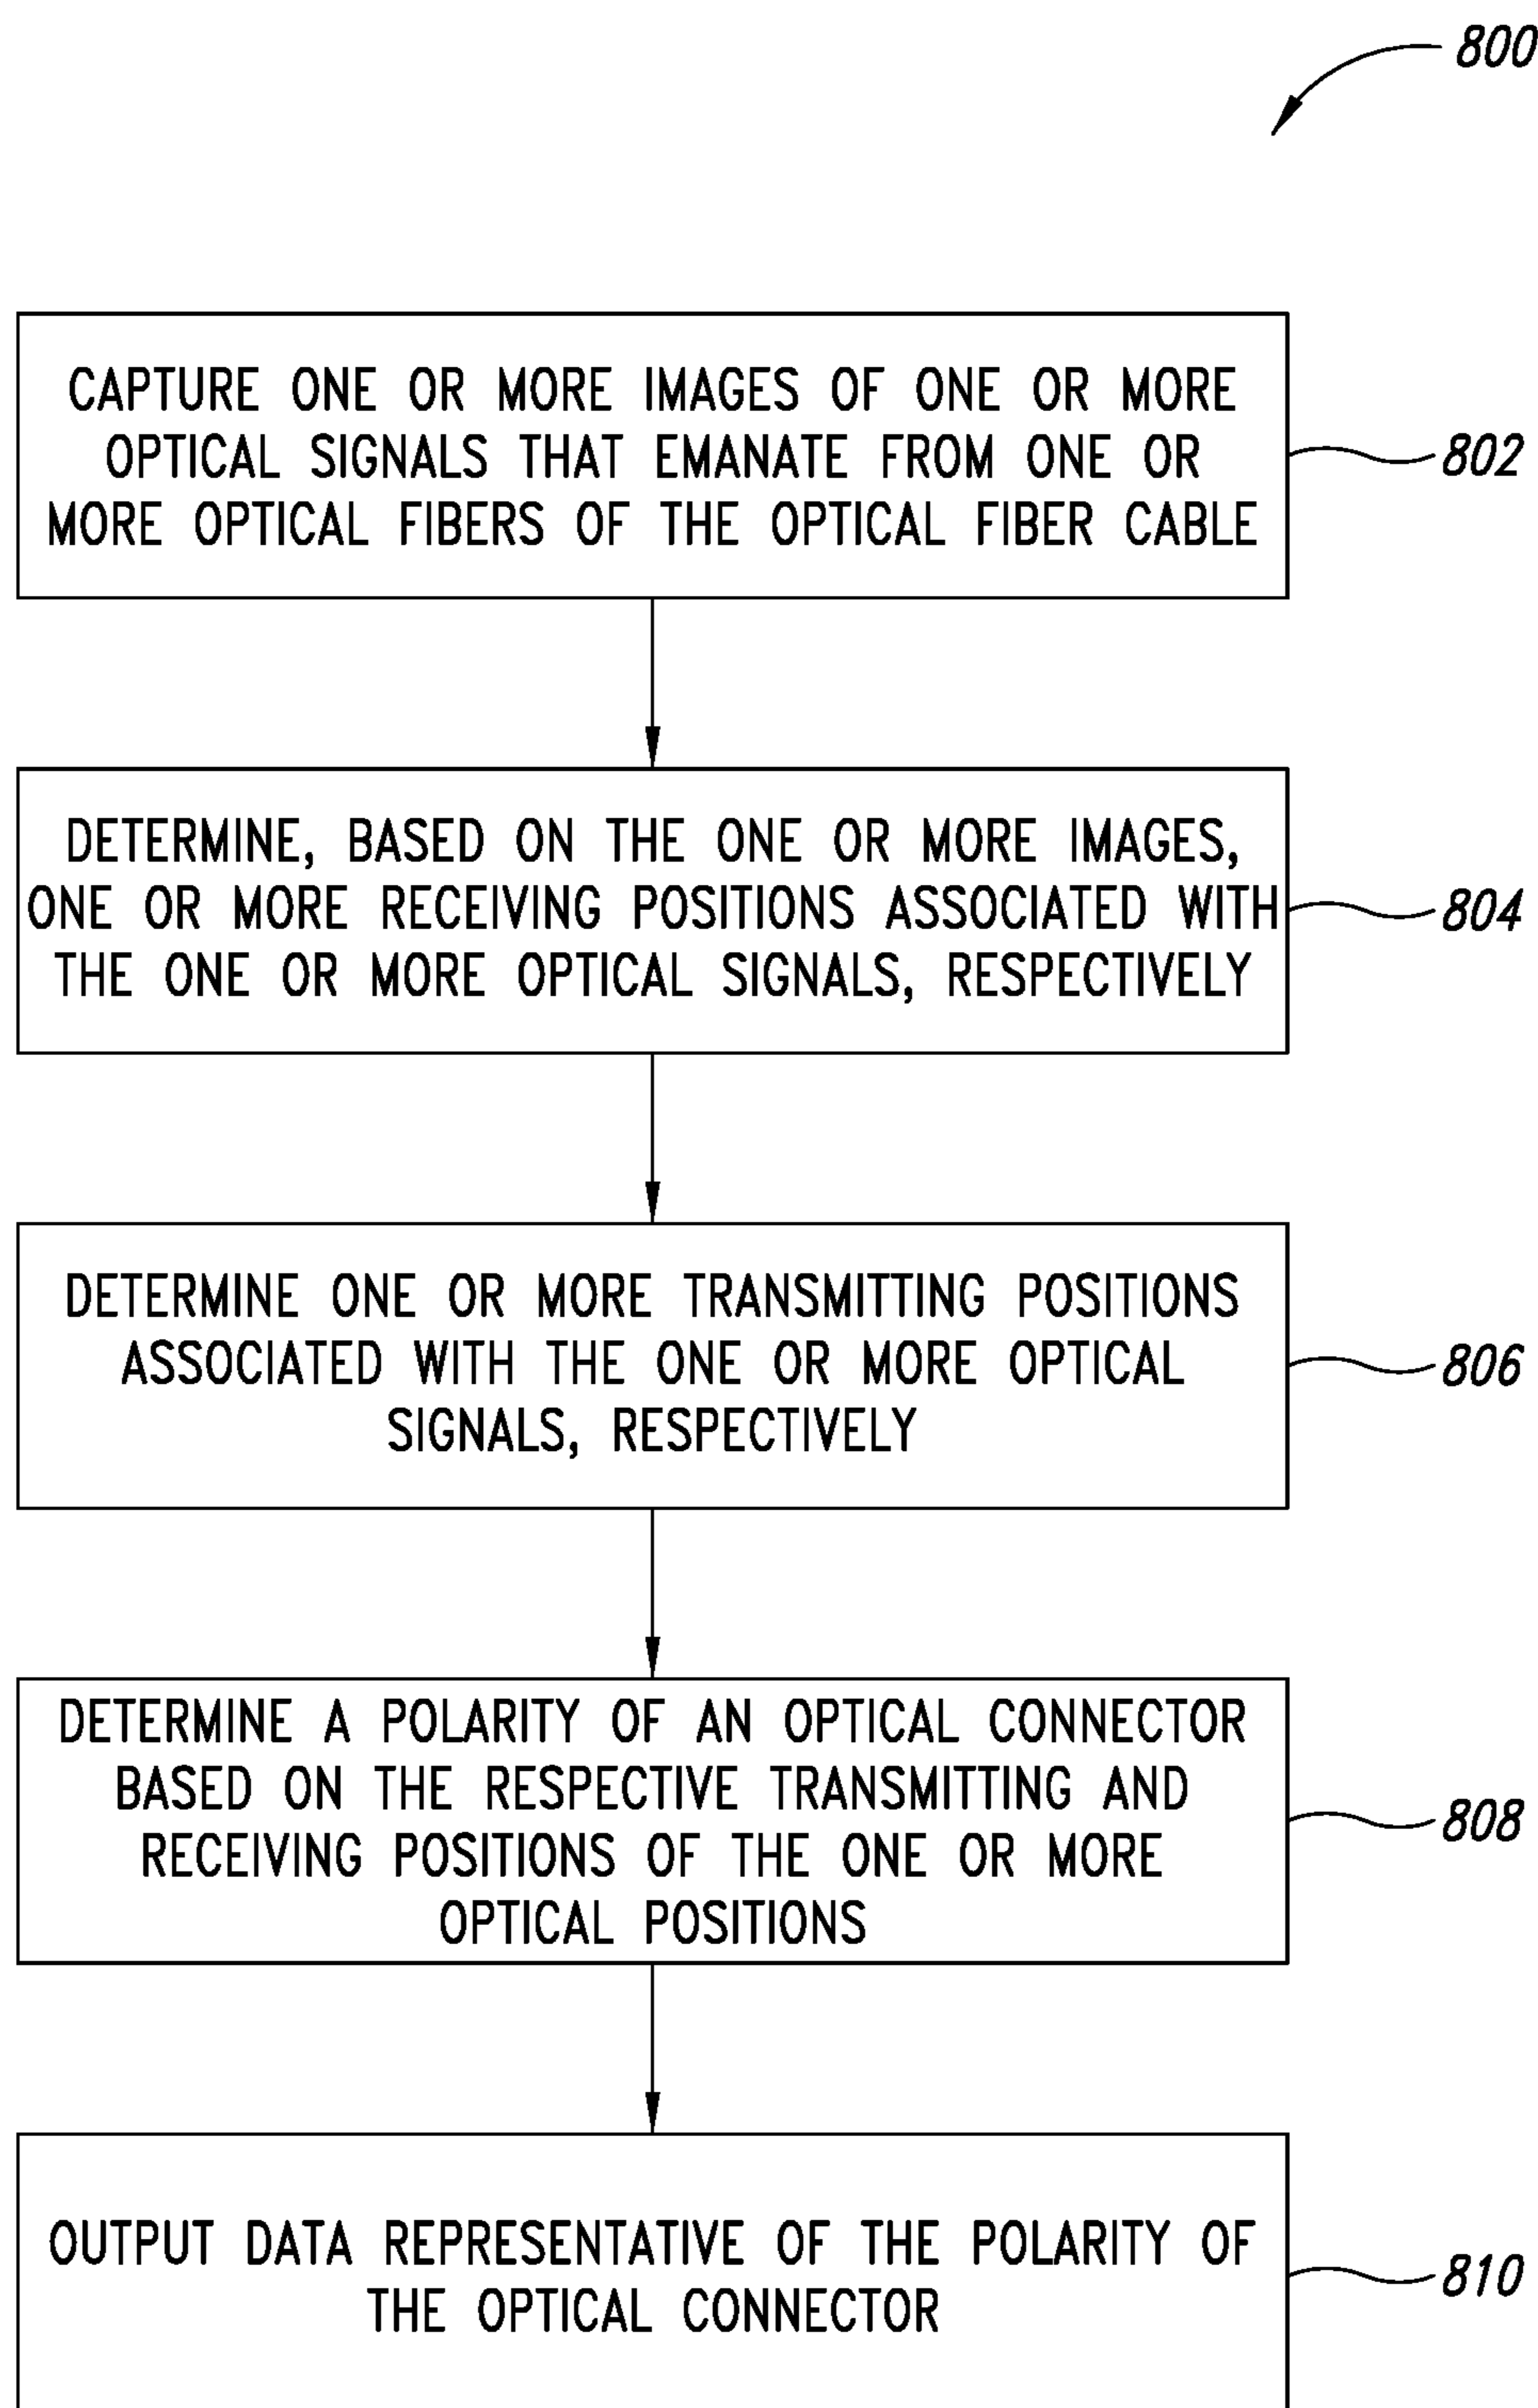 800
CAPTURE ONE OR MORE IMAGES OF ONE OR MORE
OPTICAL SIGNALS THAT EMANATE FROM ONE OR
MORE OPTICAL FIBERS OF THE OPTICAL FIBER CABLE
802
DETERMINE, BASED ON THE ONE OR MORE IMAGES,
ONE OR MORE RECEIVING POSITIONS ASSOCIATED WITH
THE ONE OR MORE OPTICAL SIGNALS, RESPECTIVELY
804
DETERMINE ONE OR MORE TRANSMITTING POSITIONS
ASSOCIATED WITH THE ONE OR MORE OPTICAL
SIGNALS, RESPECTIVELY
806
DETERMINE A POLARITY OF AN OPTICAL CONNECTOR
BASED ON THE RESPECTIVE TRANSMITTING AND
RECEIVING POSITIONS OF THE ONE OR MORE
OPTICAL POSITIONS
808
OUTPUT DATA REPRESENTATIVE OF THE POLARITY OF
THE OPTICAL CONNECTOR
810